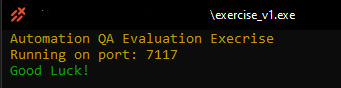 \exercise_v1.exe
Automation QA Evaluation Execrise
Running on port: 7117
Good Luck!